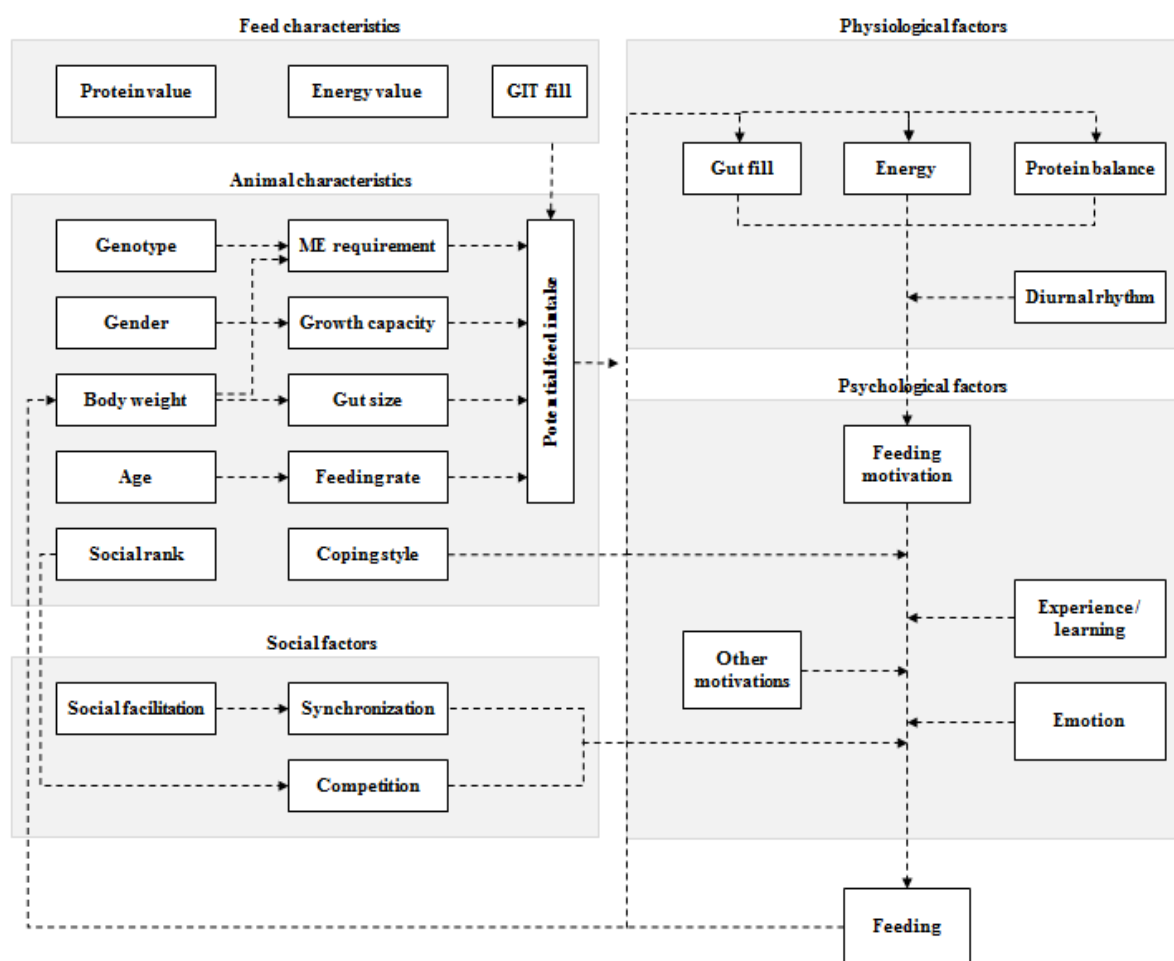 Feed characteristics
Protein value
Energy value
GIT fill
Animal characteristics
Genotype
ME requirement
Gender
Growth capacity
Body weight
Gut size
Age
Feeding rate
Social rank
Coping style
Potential feed intake
Social factors
Social facilitation
Synchronization
Competition
Physiological factors
Gut fill
Energy
Protein balance
Diurnal rhythm
Psychological factors
Feeding
motivation
Experience/
learning
Other
motivations
Emotion
Feeding